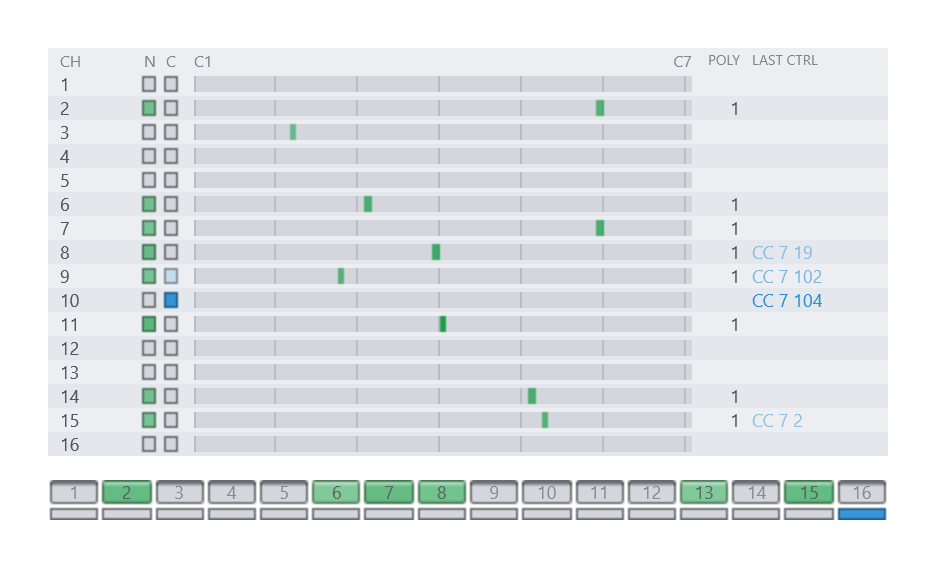 CH N C C1 C7 POLY LAST CTRL
1
2 1
3
4
5
6 1
7 1
8 1 CC 7 19
9 1 CC 7 102
10 CC 7 104
11 1
12
13
14 1
15 1 CC 7 2
16
1 2 3 4 5 6 7 8 9 10 11 12 13 14 15 16